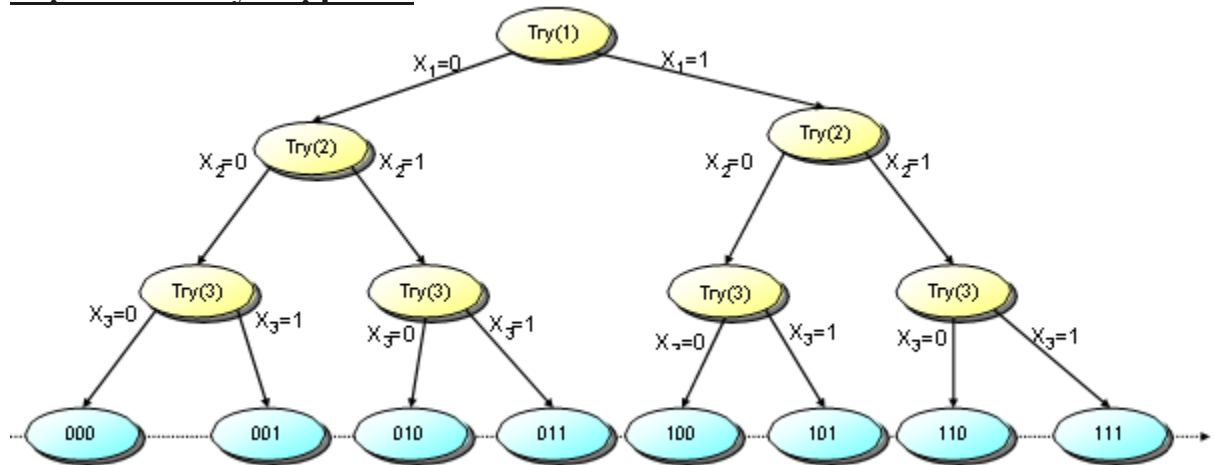 Try(1)
X1=0 X1=1
Try(2) Try(2)
X2=0 X2=1 X2=0 X2=1
Try(3) Try(3) Try(3) Try(3)
X3=0 X3=1 X3=0 X3=1 X3=1 X3=0 X3=1
000 001 010 011 100 101 110 111